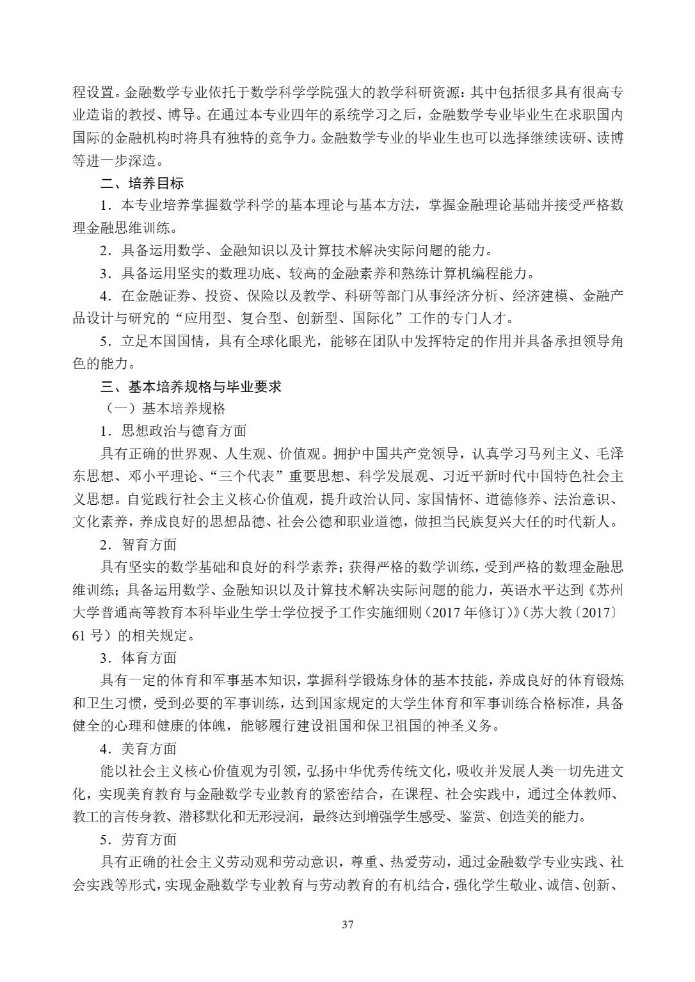 程设置。金融数学专业依托于数学科学学院强大的教学科研资源：其中包括很多具有很高专
业造诣的教授、博导。在通过本专业四年的系统学习之后，金融数学专业毕业生在求职国内
国际的金融机构时将具有独特的竞争力。金融数学专业的毕业生也可以选择继续读研、读博
等进一步深造。
二、培养目标
1．本专业培养掌握数学科学的基本理论与基本方法，掌握金融理论基础并接受严格数
理金融思维训练。
2．具备运用数学、金融知识以及计算技术解决实际问题的能力。
3．具备运用坚实的数理功底、较高的金融素养和熟练计算机编程能力。
4．在金融证券、投资、保险以及教学、科研等部门从事经济分析、经济建模、金融产
品设计与研究的“应用型、复合型、创新型、国际化”工作的专门人才。
5．立足本国国情，具有全球化眼光，能够在团队中发挥特定的作用并具备承担领导角
色的能力。
三、基本培养规格与毕业要求
（一）基本培养规格
1．思想政治与德育方面
具有正确的世界观、人生观、价值观。拥护中国共产党领导，认真学习马列主义、毛泽
东思想、邓小平理论、“三个代表”重要思想、科学发展观、习近平新时代中国特色社会主
义思想。自觉践行社会主义核心价值观，提升政治认同、家国情怀、道德修养、法治意识、
文化素养，养成良好的思想品德、社会公德和职业道德，做担当民族复兴大任的时代新人。
2．智育方面
具有坚实的数学基础和良好的科学素养；获得严格的数学训练，受到严格的数理金融思
维训练；具备运用数学、金融知识以及计算技术解决实际问题的能力，英语水平达到《苏州
大学普通高等教育本科毕业生学士学位授予工作实施细则（2017 年修订）》（苏大教〔2017〕
61 号）的相关规定。
3．体育方面
具有一定的体育和军事基本知识，掌握科学锻炼身体的基本技能，养成良好的体育锻炼
和卫生习惯，受到必要的军事训练，达到国家规定的大学生体育和军事训练合格标准，具备
健全的心理和健康的体魄，能够履行建设祖国和保卫祖国的神圣义务。
4．美育方面
能以社会主义核心价值观为引领，弘扬中华优秀传统文化，吸收并发展人类一切先进文
化，实现美育教育与金融数学专业教育的紧密结合，在课程、社会实践中，通过全体教师、
教工的言传身教、潜移默化和无形浸润，最终达到增强学生感受、鉴赏、创造美的能力。
5．劳育方面
具有正确的社会主义劳动观和劳动意识，尊重、热爱劳动，通过金融数学专业实践、社
会实践等形式，实现金融数学专业教育与劳动教育的有机结合，强化学生敬业、诚信、创新、
37